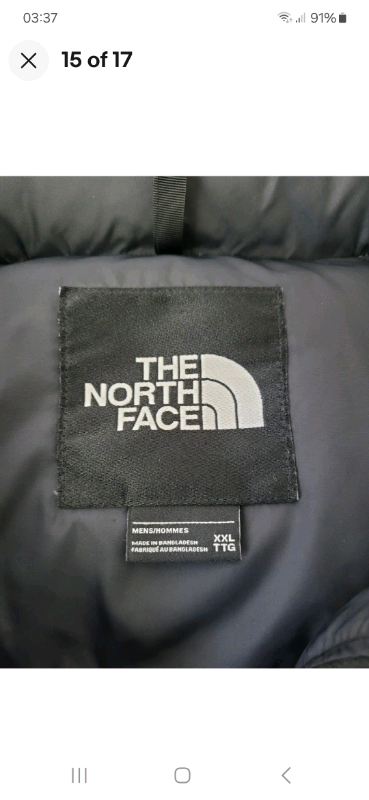 03:37
91%
15 of 17
THE
NORTH
FACE
MENS/HOMMES
MADE IN BANGLADESH
FABRIQUÉ AU BANGLADESH
XXL
TTG